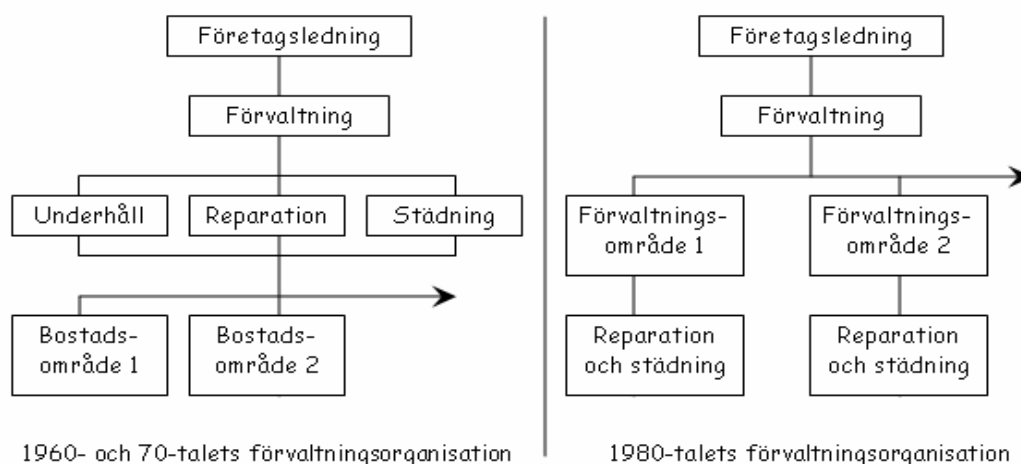 Företagsledning
Förvaltning
Underhåll
Reparation
Städning
Bostads-
område 1
Bostads-
område 2
1960- och 70-talets förvaltningsorganisation
Företagsledning
Förvaltning
Förvaltnings-
område 1
Förvaltnings-
område 2
Reparation
och städning
Reparation
och städning
1980-talets förvaltningsorganisation